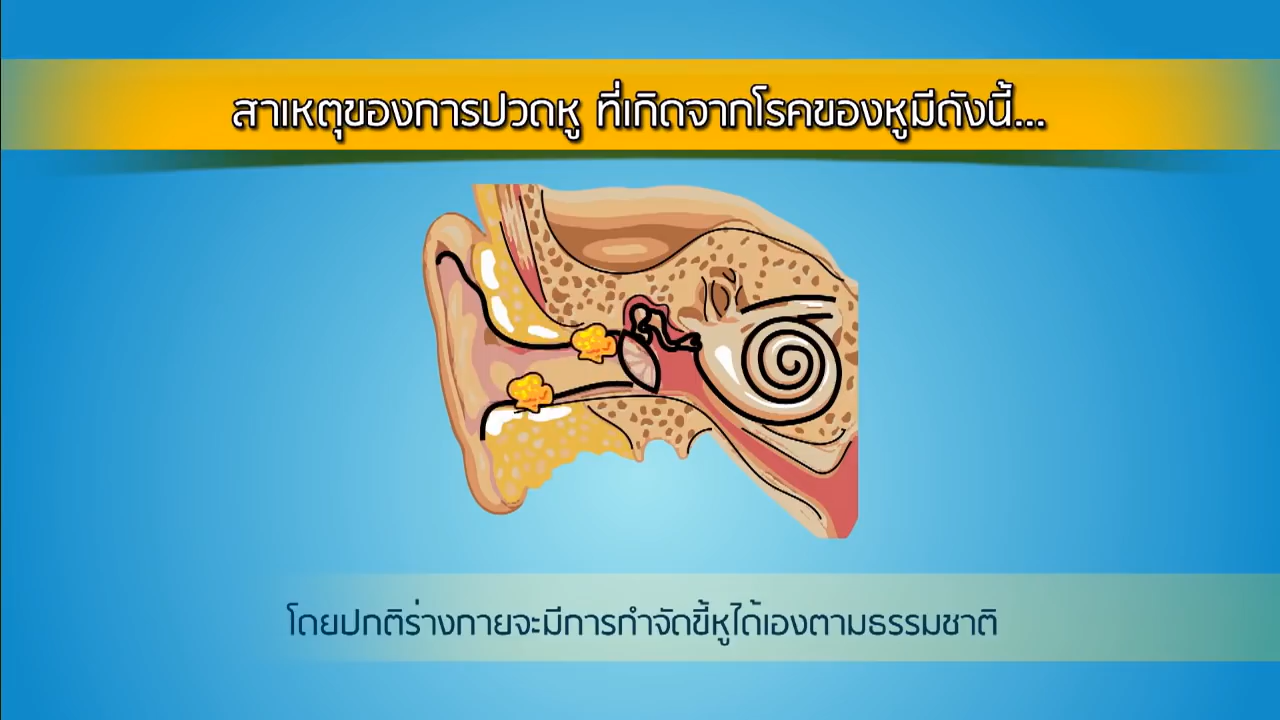 สาเหตุของการปวดหู ที่เกิดจากโรคของหูมีดังนี้...
โดยปกติร่างกายจะมีการกำจัดขี้หูได้เองตามธรรมชาติ